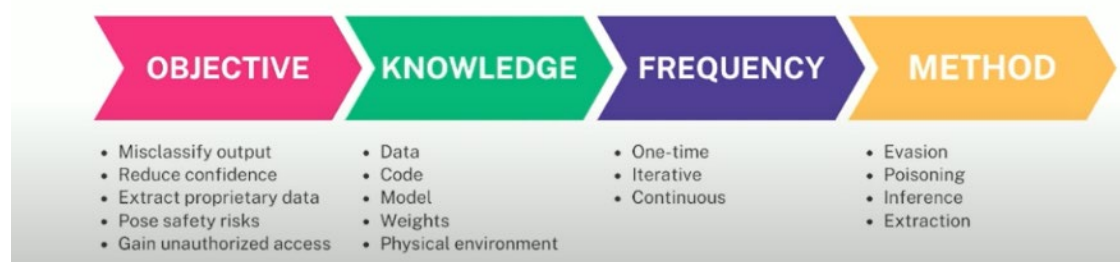 OBJECTIVE
KNOWLEDGE
FREQUENCY
METHOD
• Misclassify output
• Reduce confidence
• Extract proprietary data
• Pose safety risks
• Gain unauthorized access
• Data
• Code
• Model
• Weights
• Physical environment
• One-time
• Iterative
• Continuous
• Evasion
• Poisoning
• Inference
• Extraction